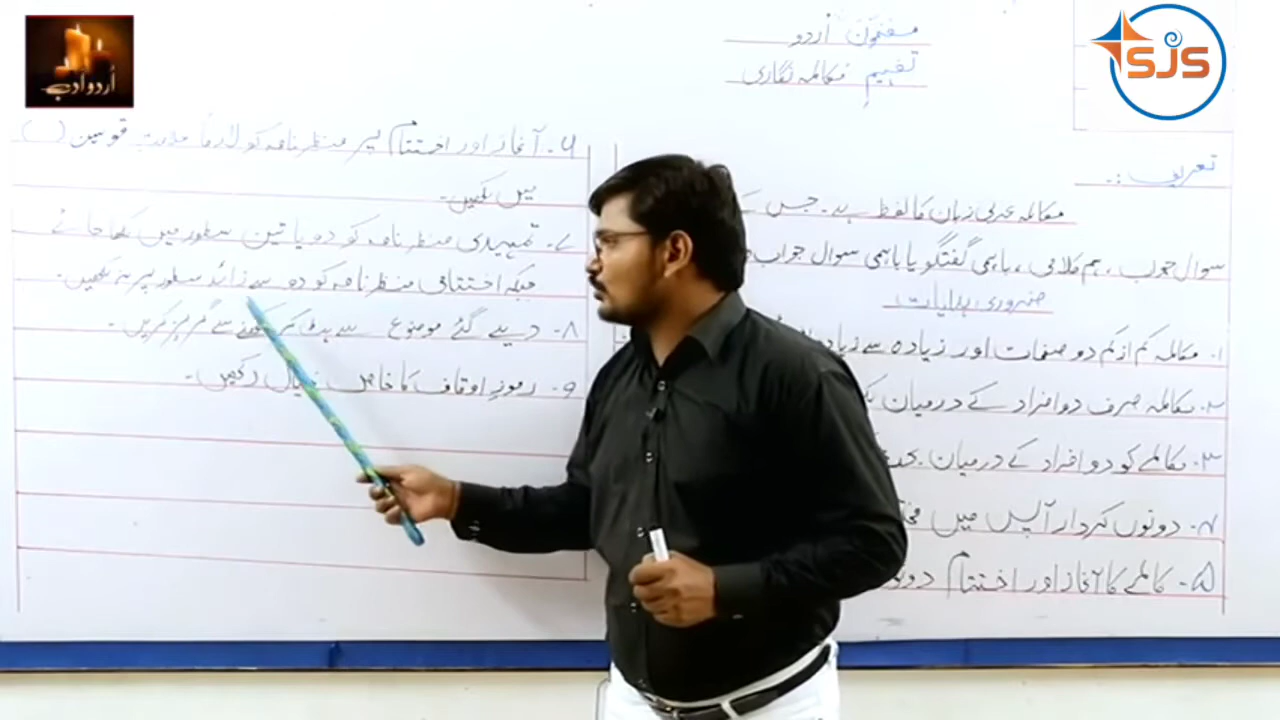 اُردو ادب
SJS
مضمون اُردو
تفہیم مکالمہ نگاری
تعریف :۔
مکالمہ عربی زبان کا لفظ ہے۔ جس کے
سوال جواب ، ہم کلامی ، باہمی گفتگو یا باہمی سوال جواب
ضروری ہدایات
۱۔ مکالمہ کم از کم دو صفحات اور زیادہ سے زیادہ
۲۔ مکالمہ صرف دو افراد کے درمیان
۳۔ مکالمے کو دو افراد کے درمیان
۴۔ دونوں کردار آپس میں
۵۔ مکالمے کا آغاز اور اختتام
۶۔ آغاز اور اختتام پر منظر نامہ کو لازماً علامت قوسین ( )
میں لکھیں۔
۷۔ تمہیدی منظر نامہ کو دو یا تین سطور میں لکھا جائے
جبکہ اختتامی منظر نامہ کو دو سے زائد سطور پر نہ لکھیں۔
۸۔ دیئے گئے موضوع سے ہٹ کر لکھنے سے گریز کریں۔
۹۔ رموز اوقاف کا خاص خیال رکھیں۔